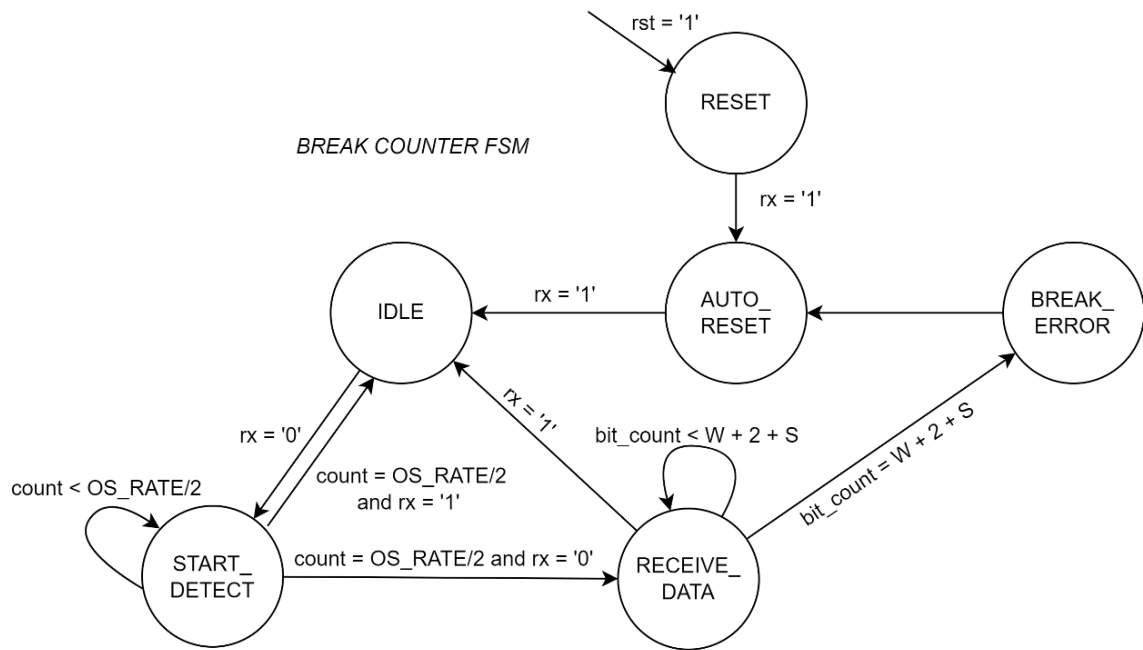 rst = '1'
RESET
BREAK COUNTER FSM
rx = '1'
IDLE
rx = '1'
AUTO_
RESET
BREAK_
ERROR
rx = '0'
rx = '1'
bit_count < W + 2 + S
bit_count = W + 2 + S
count = OS_RATE/2
and rx = '1'
count < OS_RATE/2
START_
DETECT
count = OS_RATE/2 and rx = '0'
RECEIVE_
DATA